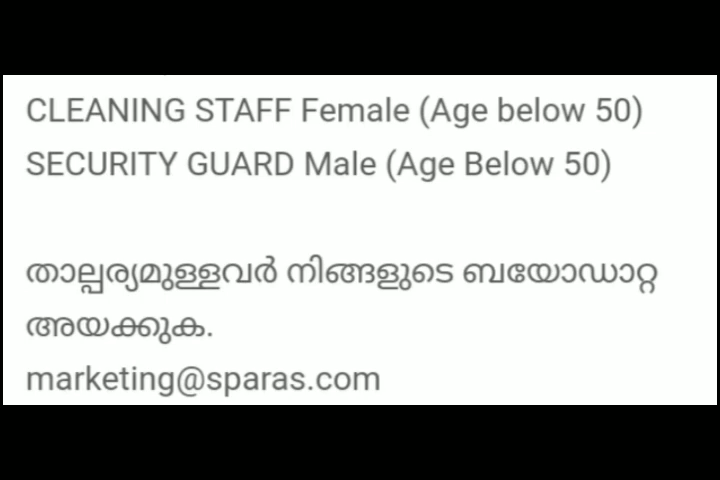 CLEANING STAFF Female (Age below 50)
SECURITY GUARD Male (Age Below 50)
താല്പര്യമുള്ളവർ നിങ്ങളുടെ ബയോഡാറ്റ
അയക്കുക.
marketing@sparas.com